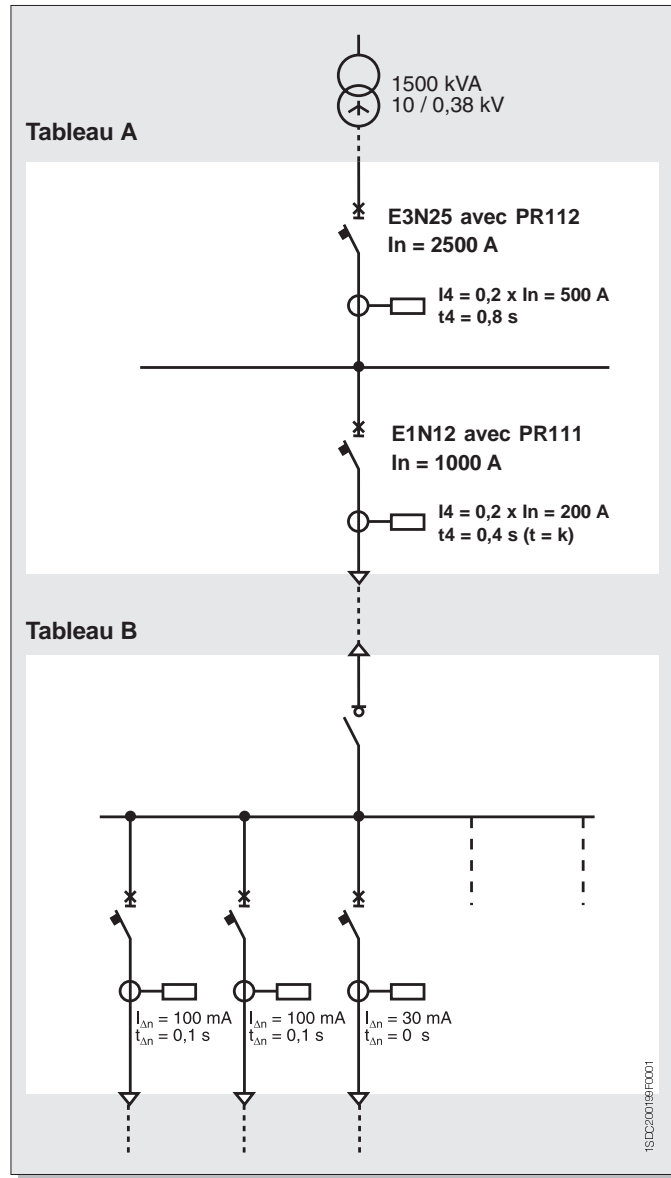 1500 kVA
10 / 0,38 kV
Tableau A
E3N25 avec PR112
In = 2500 A
I4 = 0,2 x In = 500 A
t4 = 0,8 s
E1N12 avec PR111
In = 1000 A
I4 = 0,2 x In = 200 A
t4 = 0,4 s (t = k)
Tableau B
IΔn = 100 mA
tΔn = 0,1 s
IΔn = 100 mA
tΔn = 0,1 s
IΔn = 30 mA
tΔn = 0 s
1SDC200199F0001